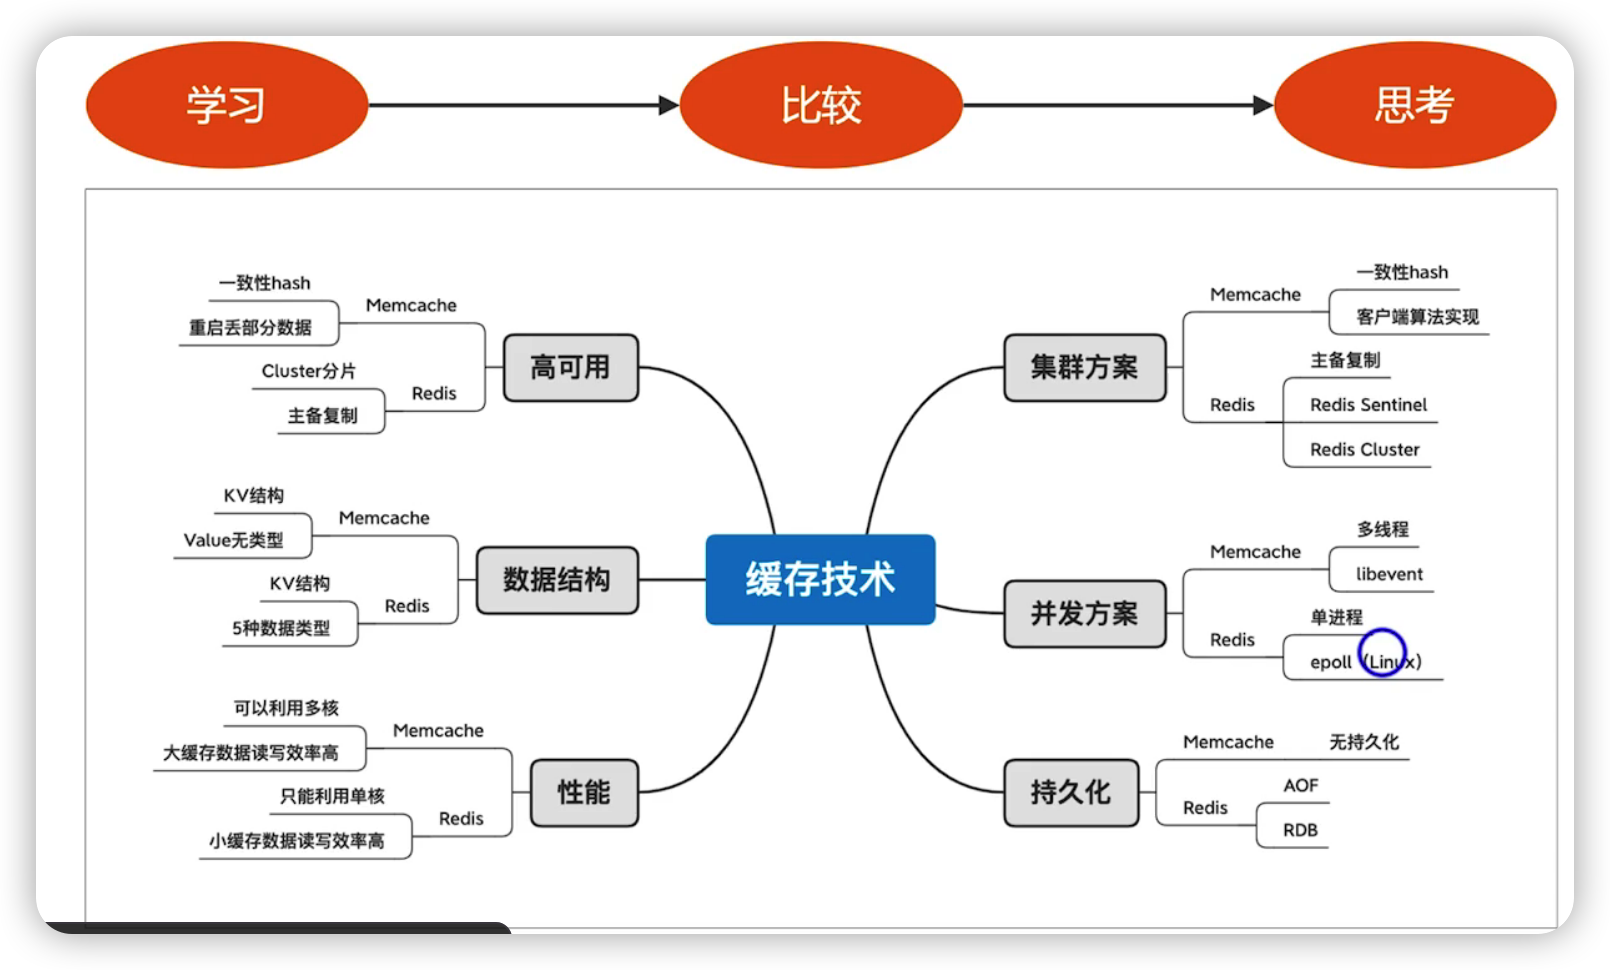 学习
比较
思考
一致性hash
重启丢部分数据
Memcache
Cluster分片
主备复制
Redis
高可用
KV结构
Value无类型
Memcache
KV结构
5种数据类型
Redis
数据结构
可以利用多核
大缓存数据读写效率高
Memcache
只能利用单核
小缓存数据读写效率高
Redis
性能
缓存技术
集群方案
Memcache
一致性hash
客户端算法实现
Redis
主备复制
Redis Sentinel
Redis Cluster
并发方案
Memcache
多线程
libevent
Redis
单进程
epoll（Linux）
持久化
Memcache
无持久化
Redis
AOF
RDB